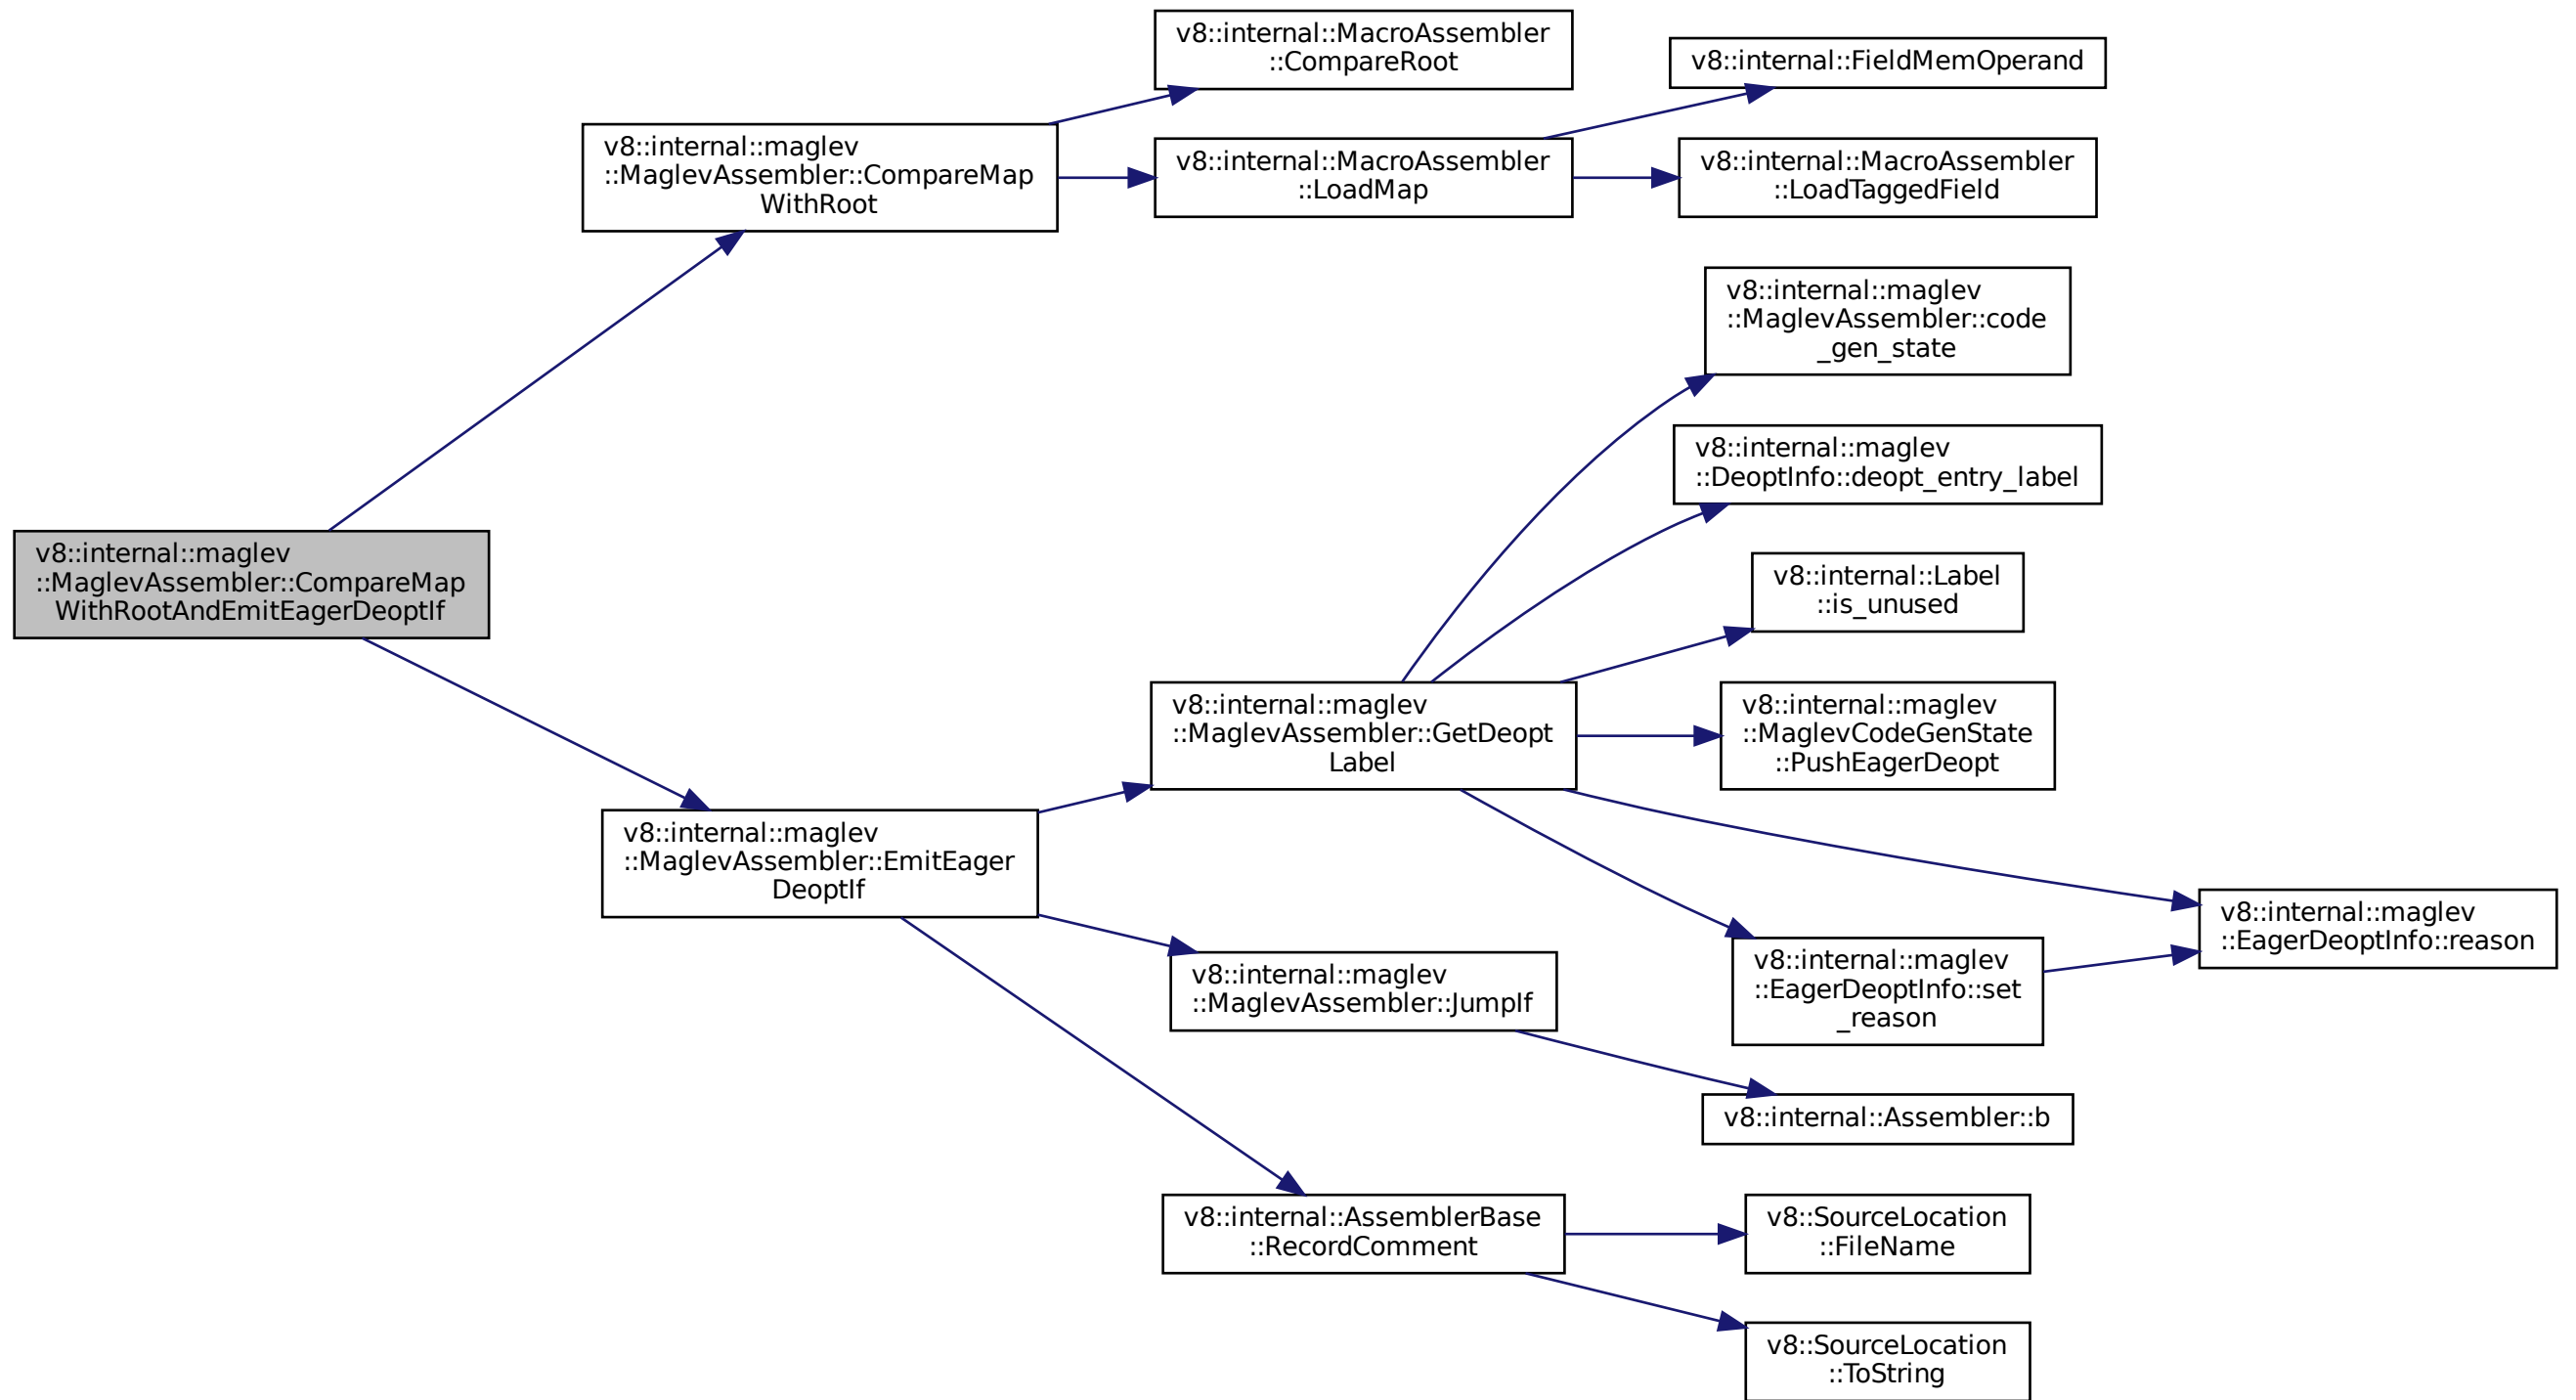 v8::internal::MacroAssembler
::CompareRoot
v8::internal::FieldMemOperand
v8::internal::maglev
::MaglevAssembler::CompareMap
WithRoot
v8::internal::MacroAssembler
::LoadMap
v8::internal::MacroAssembler
::LoadTaggedField
v8::internal::maglev
::MaglevAssembler::code
_gen_state
v8::internal::maglev
::DeoptInfo::deopt_entry_label
v8::internal::maglev
::MaglevAssembler::CompareMap
WithRootAndEmitEagerDeoptIf
v8::internal::Label
::is_unused
v8::internal::maglev
::MaglevAssembler::GetDeopt
Label
v8::internal::maglev
::MaglevCodeGenState
::PushEagerDeopt
v8::internal::maglev
::MaglevAssembler::EmitEager
DeoptIf
v8::internal::maglev
::EagerDeoptInfo::reason
v8::internal::maglev
::MaglevAssembler::JumpIf
v8::internal::maglev
::EagerDeoptInfo::set
_reason
v8::internal::Assembler::b
v8::internal::AssemblerBase
::RecordComment
v8::SourceLocation
::FileName
v8::SourceLocation
::ToString